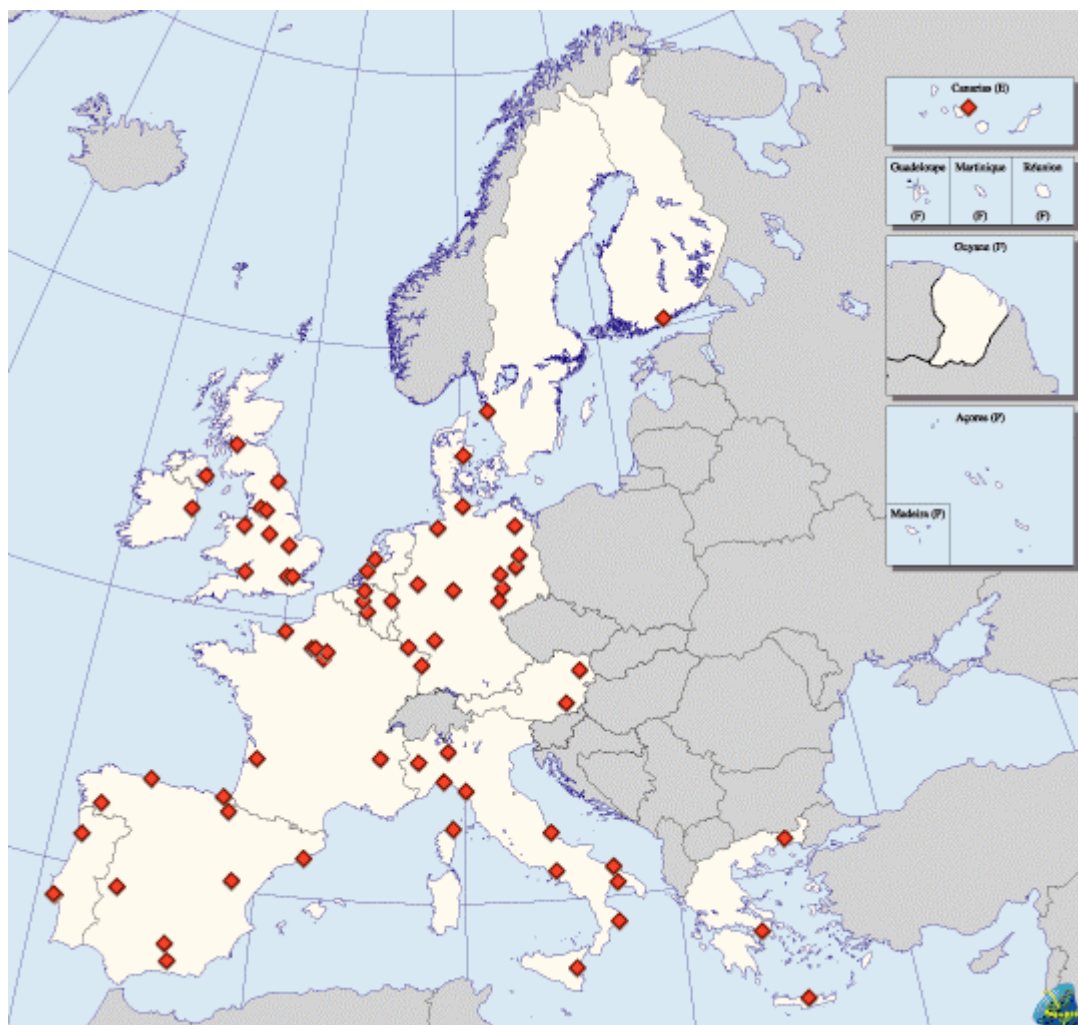 Canarias (E)
Guadeloupe
Martinique
Réunion
(F)
(F)
(F)
Guyane (F)
Açores (P)
Madeira (P)